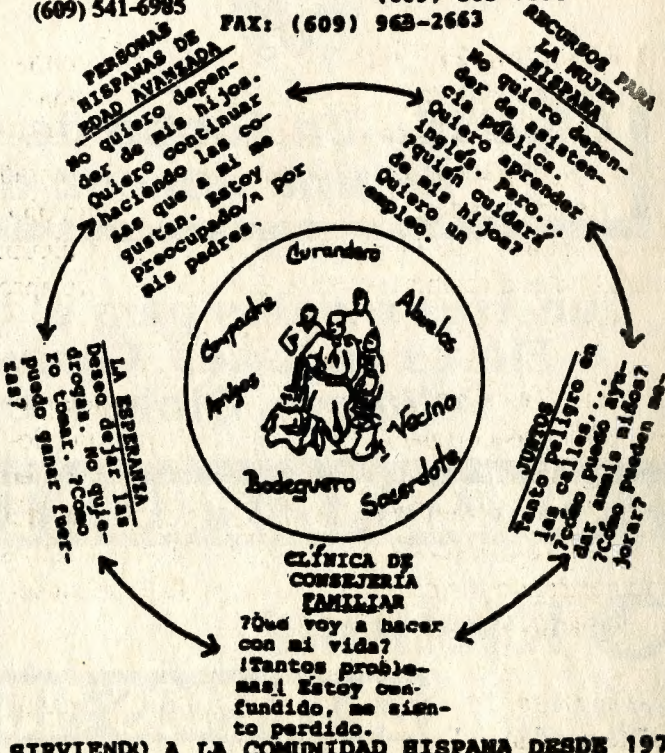 (609) 541-6985
FAX: (609) 963-2663
PERSONAS
HISPANAS DE
EDAD AVANZADA
No quiero depen-
der de mis hijos.
Quiero continuar
haciendo las co-
sas que a mi me
gustan. Estoy
preocupado/a por
mis padres.
RECURSOS PARA
LA MUJER
HISPANA
No quiero depen-
der de asisten-
cia pública.
Quiero aprender
inglés. Pero...
?quién cuidará
de mis hijos?
Quiero un
empleo.
Curandero
Compadre
Abuelos
Amigos
Vecino
Bodeguero
Sacerdote
LA ESPERANZA
Deseo dejar las
drogas. No quie-
ro tomar. ?Cómo
puedo ganar fuer-
zas?
JUNTOS
Tanto peligro en
las calles....
?Cómo puedo ayu-
dar a mis niños?
?Cómo pueden me-
jorar?
CLÍNICA DE
CONSEJERÍA
FAMILIAR
?Qué voy a hacer
con mi vida?
!Tantos proble-
mas¡ Estoy con-
fundido, me sien-
to perdido.
SIRVIENDO A LA COMUNIDAD HISPANA DESDE